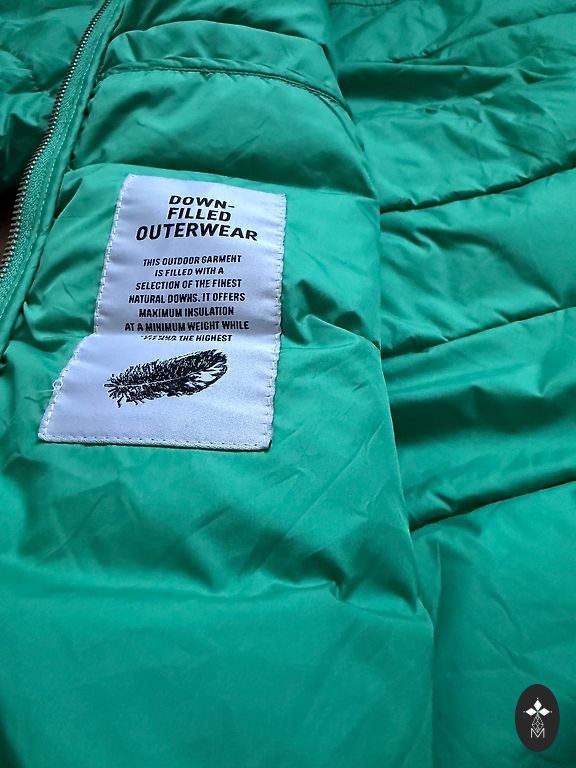 DOWN-
FILLED
OUTERWEAR
THIS OUTDOOR GARMENT
IS FILLED WITH A
SELECTION OF THE FINEST
NATURAL DOWNS. IT OFFERS
MAXIMUM INSULATION
AT A MINIMUM WEIGHT WHILE
THE HIGHEST
M